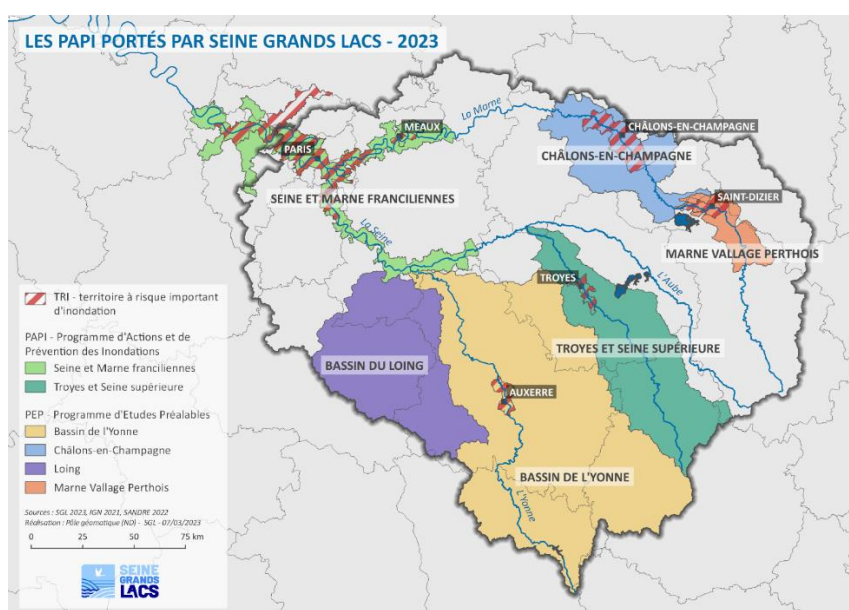 LES PAPI PORTÉS PAR SEINE GRANDS LACS - 2023
La Marne
MEAUX
CHÂLONS-EN-CHAMPAGNE
PARIS
CHÂLONS-EN-CHAMPAGNE
SEINE ET MARNE FRANCILIENNES
SAINT-DIZIER
La Seine
MARNE VALLAGE PERTHOIS
TROYES
L'Aube
TROYES ET SEINE SUPÉRIEURE
BASSIN DU LOING
AUXERRE
BASSIN DE L'YONNE
L'Yonne
TRI - territoire à risque important
d'inondation
PAPI - Programme d'Actions et de
Prévention des Inondations
Seine et Marne franciliennes
Troyes et Seine supérieure
PEP - Programme d'Etudes Préalables
Bassin de l'Yonne
Châlons-en-Champagne
Loing
Marne Vallage Perthois
Sources : SGL 2023, IGN 2021, SANDRE 2022
Réalisation : Pôle géomatique (ND) - SGL - 07/03/2023
0 25 50 75 km
SEINE
GRANDS
LACS